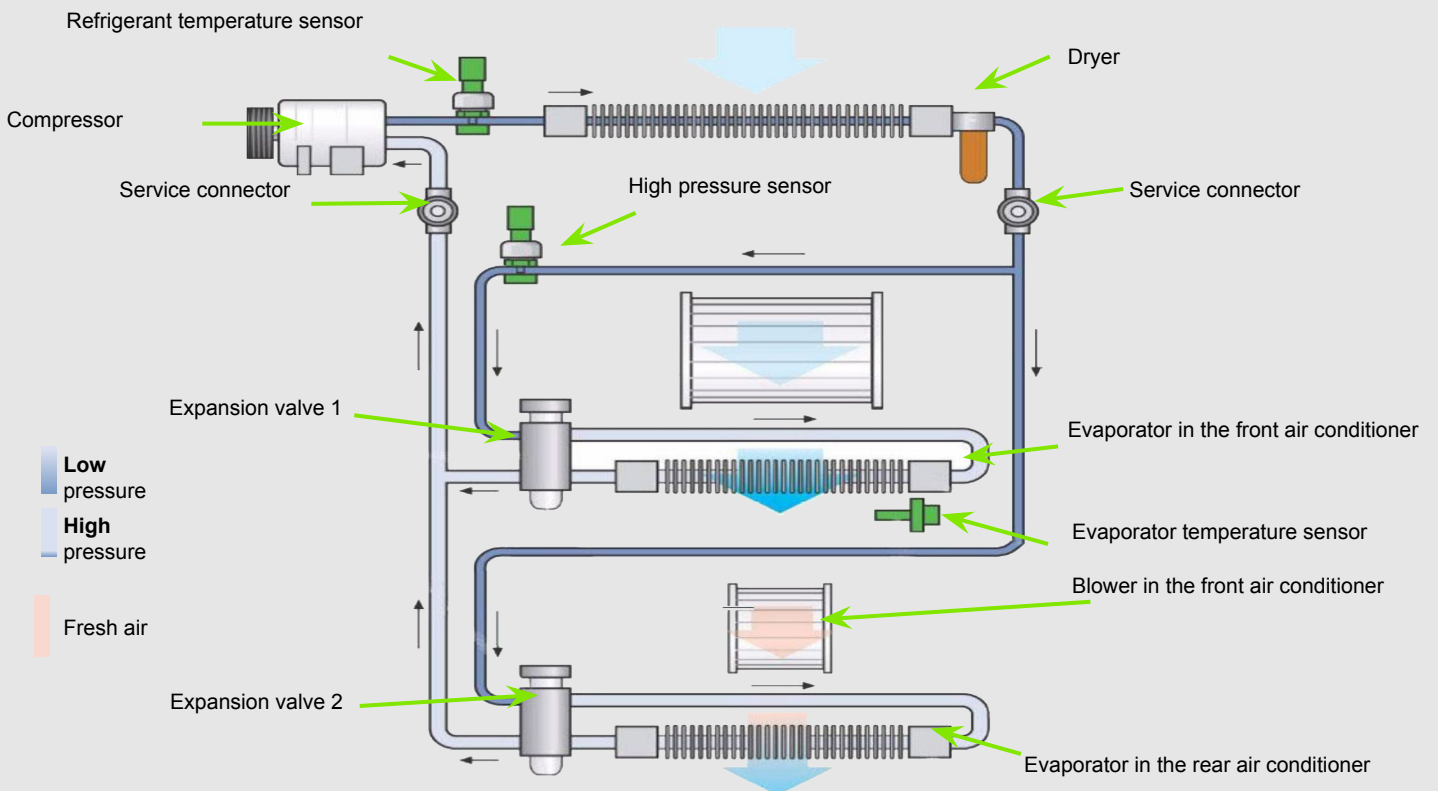 Refrigerant temperature sensor
Dryer
Compressor
Service connector
High pressure sensor
Service connector
Expansion valve 1
Evaporator in the front air conditioner
Low
pressure
High
pressure
Evaporator temperature sensor
Blower in the front air conditioner
Fresh air
Expansion valve 2
Evaporator in the rear air conditioner